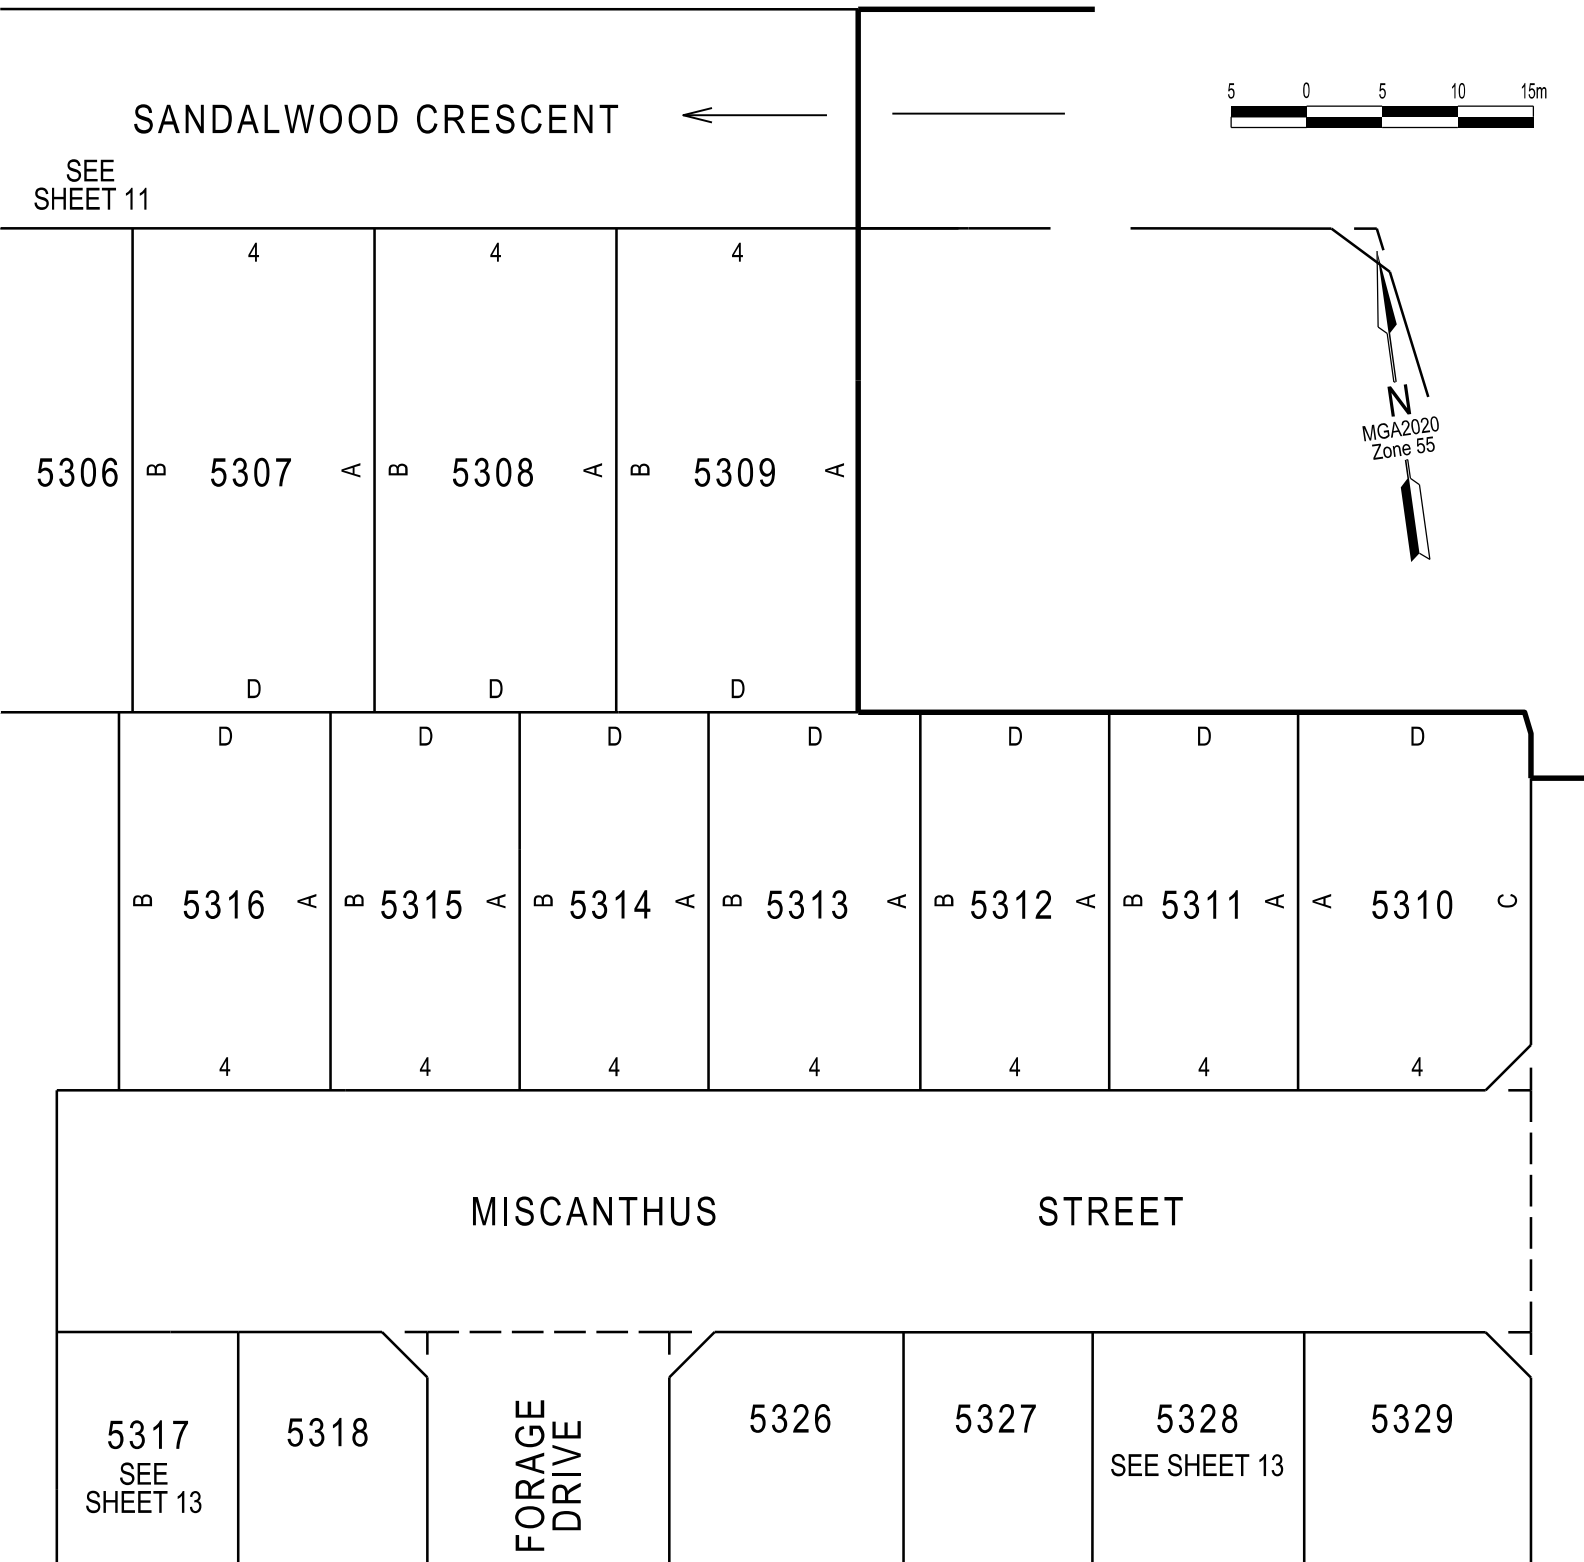 5 0 5 10 15m
SANDALWOOD CRESCENT
SEE
SHEET 11
4 4 4
N
MGA2020
Zone 55
5306 B 5307 A B 5308 A B 5309 A
D D D
D D D D D D D
B 5316 A B 5315 A B 5314 A B 5313 A B 5312 A B 5311 A A 5310 C
4 4 4 4 4 4 4
MISCANTHUS STREET
5317
SEE
SHEET 13
5318
FORAGE
DRIVE
5326
5327
5328
SEE SHEET 13
5329